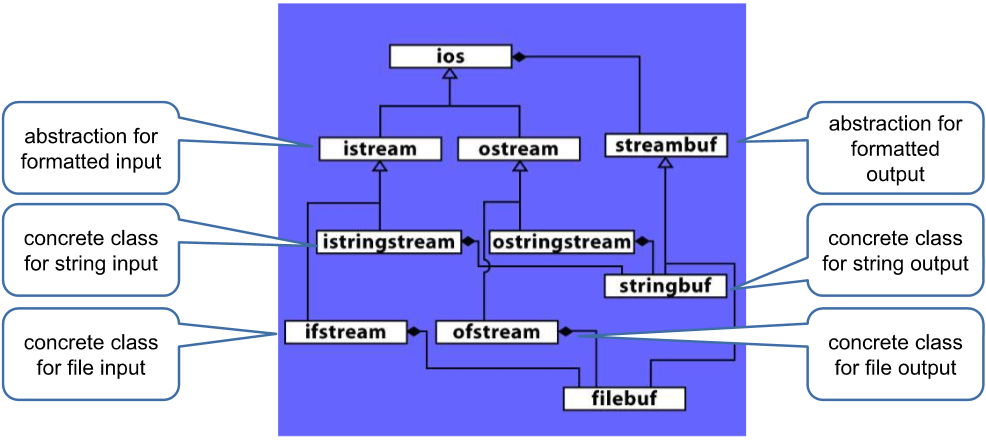 ios
abstraction for
formatted input
istream
ostream
streambuf
abstraction for
formatted
output
concrete class
for string input
istringstream
ostringstream
concrete class
for string output
stringbuf
concrete class
for file input
ifstream
ofstream
concrete class
for file output
filebuf